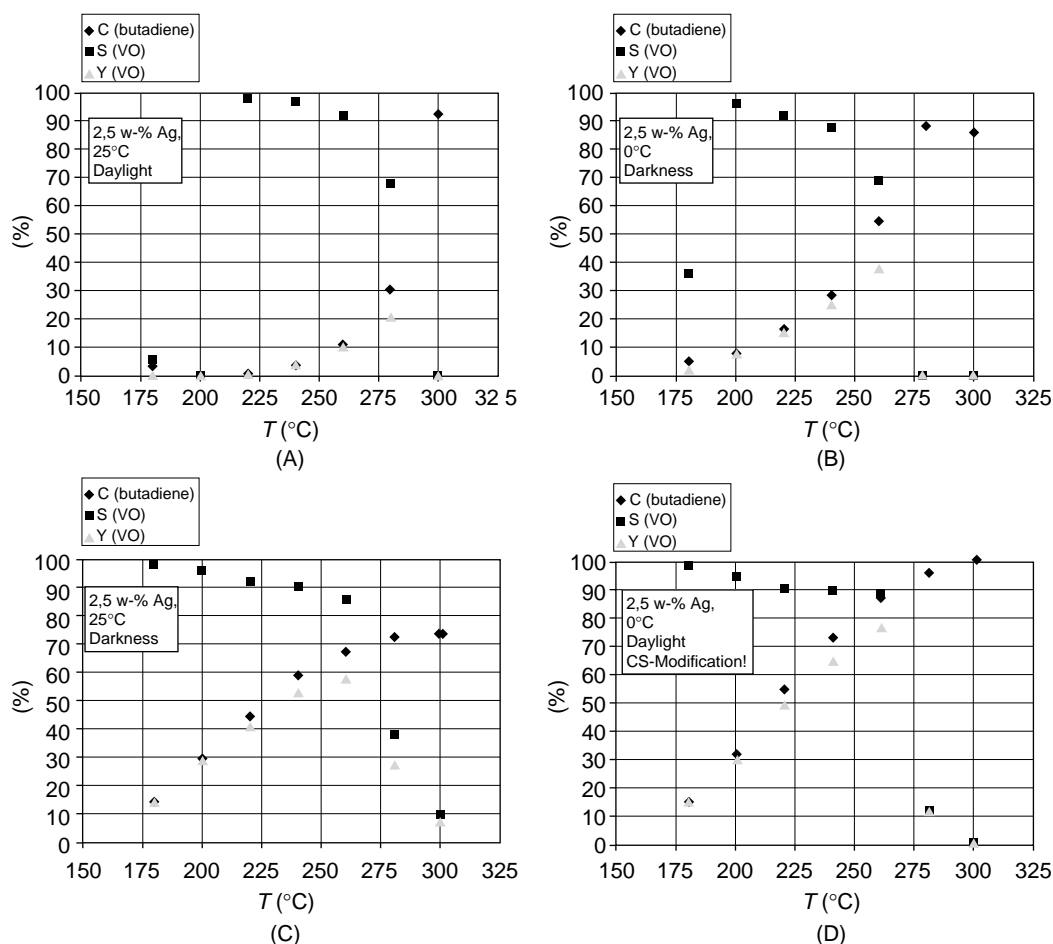 C (butadiene)
S (VO)
Y (VO)
100
90
80
70
60
50
40
30
20
10
0
(%)
2,5 w-% Ag,
25°C
Daylight
150 175 200 225 250 275 300 32 5
T (°C)
(A)
C (butadiene)
S (VO)
Y (VO)
100
90
80
70
60
50
40
30
20
10
0
(%)
2,5 w-% Ag,
0°C
Darkness
150 175 200 225 250 275 300 325
T (°C)
(B)
C (butadiene)
S (VO)
Y (VO)
100
90
80
70
60
50
40
30
20
10
0
(%)
2,5 w-% Ag,
25°C
Darkness
150 175 200 225 250 275 300 325
T (°C)
(C)
C (butadiene)
S (VO)
Y (VO)
100
90
80
70
60
50
40
30
20
10
0
(%)
2,5 w-% Ag,
0°C
Daylight
CS-Modification!
150 175 200 225 250 275 300 325
T (°C)
(D)